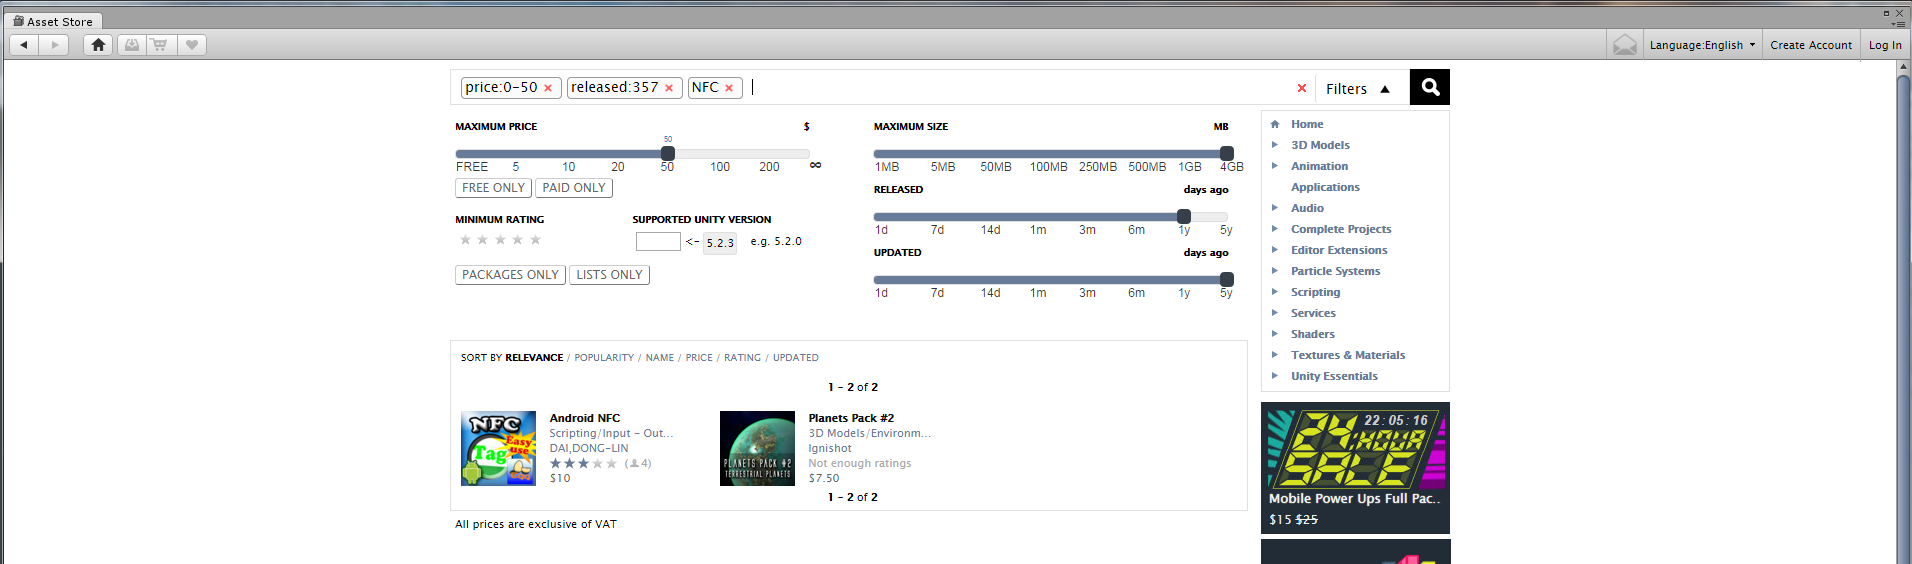 Asset Store
Language:English
Create Account
Log In
price:0-50 × released:357 × NFC ×
× Filters
MAXIMUM PRICE $
50
FREE 5 10 20 50 100 200 ∞
FREE ONLY PAID ONLY
MINIMUM RATING
SUPPORTED UNITY VERSION
<- 5.2.3 e.g. 5.2.0
PACKAGES ONLY LISTS ONLY
MAXIMUM SIZE MB
1MB 5MB 50MB 100MB 250MB 500MB 1GB 4GB
RELEASED days ago
1d 7d 14d 1m 3m 6m 1y 5y
UPDATED days ago
1d 7d 14d 1m 3m 6m 1y 5y
SORT BY RELEVANCE / POPULARITY / NAME / PRICE / RATING / UPDATED
1 - 2 of 2
NFC
Easy
use
Tag
Android NFC
Scripting/Input - Out...
DAI,DONG-LIN
(4)
$10
PLANETS PACK #2
TERRESTRIAL PLANETS
Planets Pack #2
3D Models/Environm...
Ignishot
Not enough ratings
$7.50
1 - 2 of 2
All prices are exclusive of VAT
Home
3D Models
Animation
Applications
Audio
Complete Projects
Editor Extensions
Particle Systems
Scripting
Services
Shaders
Textures & Materials
Unity Essentials
22:05:16
24-HOUR
SALE
Mobile Power Ups Full Pac..
$15 $25